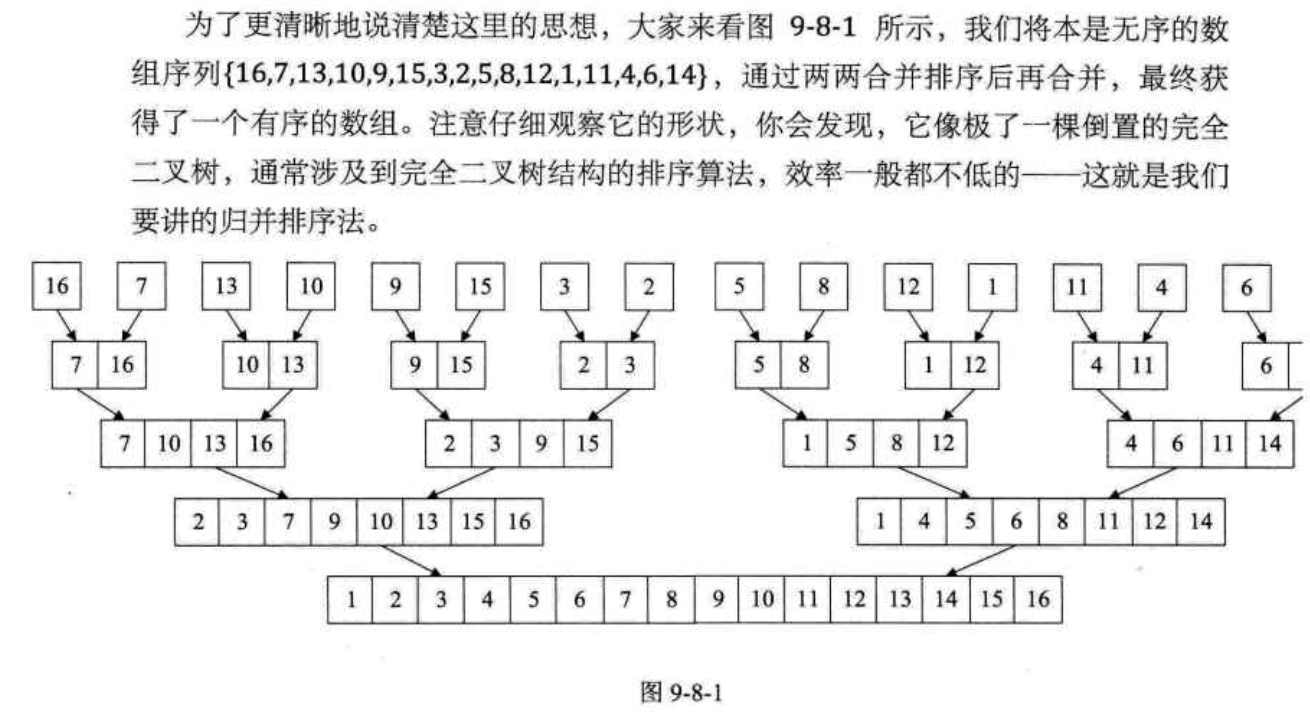 为了更清晰地说清楚这里的思想，大家来看图 9-8-1 所示，我们将本是无序的数
组序列{16,7,13,10,9,15,3,2,5,8,12,1,11,4,6,14}，通过两两合并排序后再合并，最终获
得了一个有序的数组。注意仔细观察它的形状，你会发现，它像极了一棵倒置的完全
二叉树，通常涉及到完全二叉树结构的排序算法，效率一般都不低的——这就是我们
要讲的归并排序法。
16 7 13 10 9 15 3 2 5 8 12 1 11 4 6
7 16 10 13 9 15 2 3 5 8 1 12 4 11 6
7 10 13 16 2 3 9 15 1 5 8 12 4 6 11 14
2 3 7 9 10 13 15 16 1 4 5 6 8 11 12 14
1 2 3 4 5 6 7 8 9 10 11 12 13 14 15 16
图 9-8-1